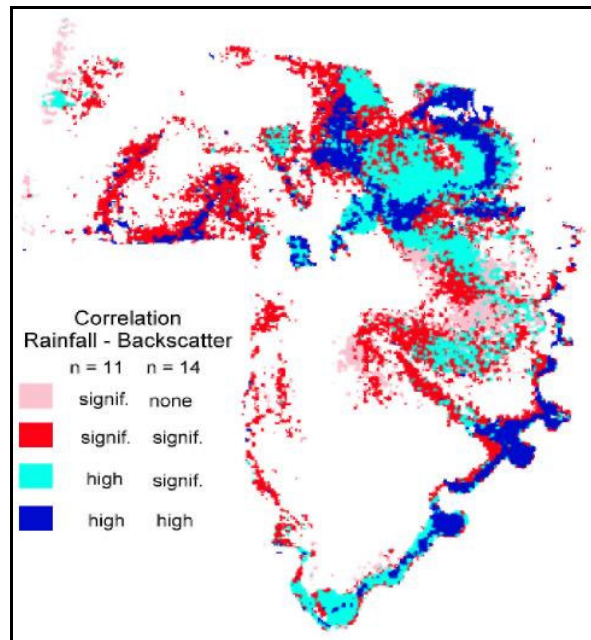 Correlation
Rainfall - Backscatter
n = 11 n = 14
signif. none
signif. signif.
high signif.
high high